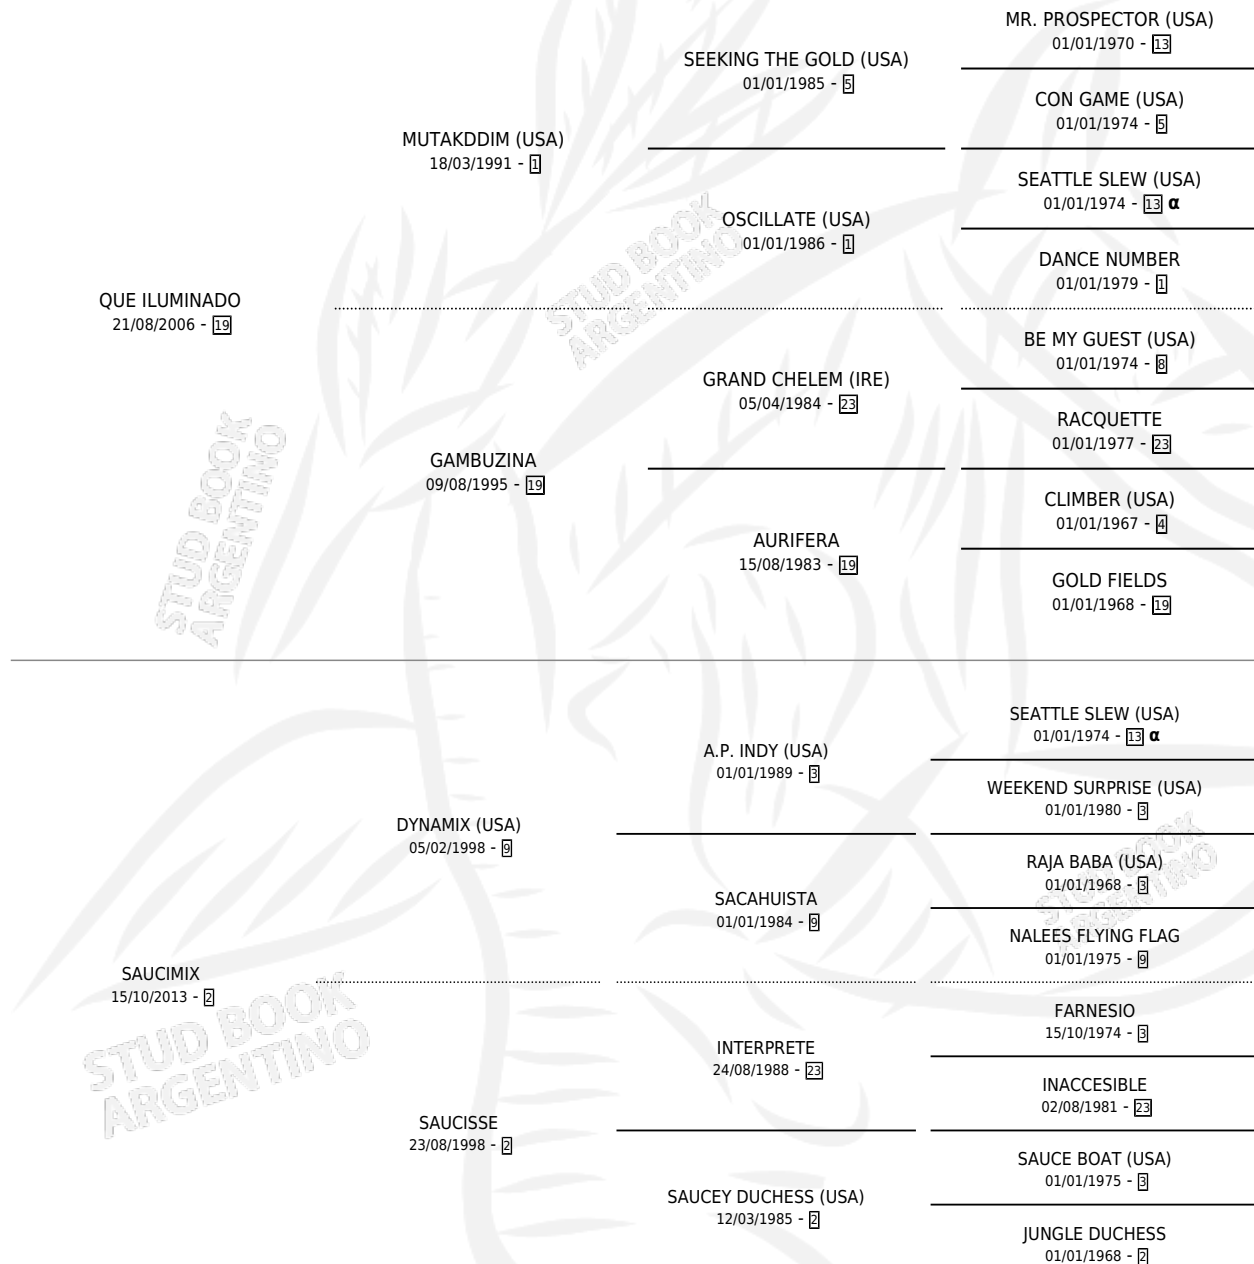 MR. PROSPECTOR (USA)
01/01/1970 - 13
SEEKING THE GOLD (USA)
01/01/1985 - 5
CON GAME (USA)
01/01/1974 - 5
MUTAKDDIM (USA)
18/03/1991 - 1
SEATTLE SLEW (USA)
01/01/1974 - 13 α
OSCILLATE (USA)
01/01/1986 - 1
DANCE NUMBER
01/01/1979 - 1
QUE ILUMINADO
21/08/2006 - 19
STUD BOOK
ARGENTINO
BE MY GUEST (USA)
01/01/1974 - 8
GRAND CHELEM (IRE)
05/04/1984 - 23
RACQUETTE
01/01/1977 - 23
GAMBUZINA
09/08/1995 - 19
CLIMBER (USA)
01/01/1967 - 4
AURIFERA
15/08/1983 - 19
GOLD FIELDS
01/01/1968 - 19
STUD BOOK
ARGENTINO
SEATTLE SLEW (USA)
01/01/1974 - 13 α
A.P. INDY (USA)
01/01/1989 - 3
WEEKEND SURPRISE (USA)
01/01/1980 - 3
DYNAMIX (USA)
05/02/1998 - 9
RAJA BABA (USA)
01/01/1968 - 3
SACAHUISTA
01/01/1984 - 9
STUD BOOK
ARGENTINO
NALEES FLYING FLAG
01/01/1975 - 9
SAUCIMIX
15/10/2013 - 2
STUD BOOK
ARGENTINO
FARNESIO
15/10/1974 - 3
INTERPRETE
24/08/1988 - 23
INACCESIBLE
02/08/1981 - 23
SAUCISSE
23/08/1998 - 2
SAUCE BOAT (USA)
01/01/1975 - 3
SAUCEY DUCHESS (USA)
12/03/1985 - 2
JUNGLE DUCHESS
01/01/1968 - 2